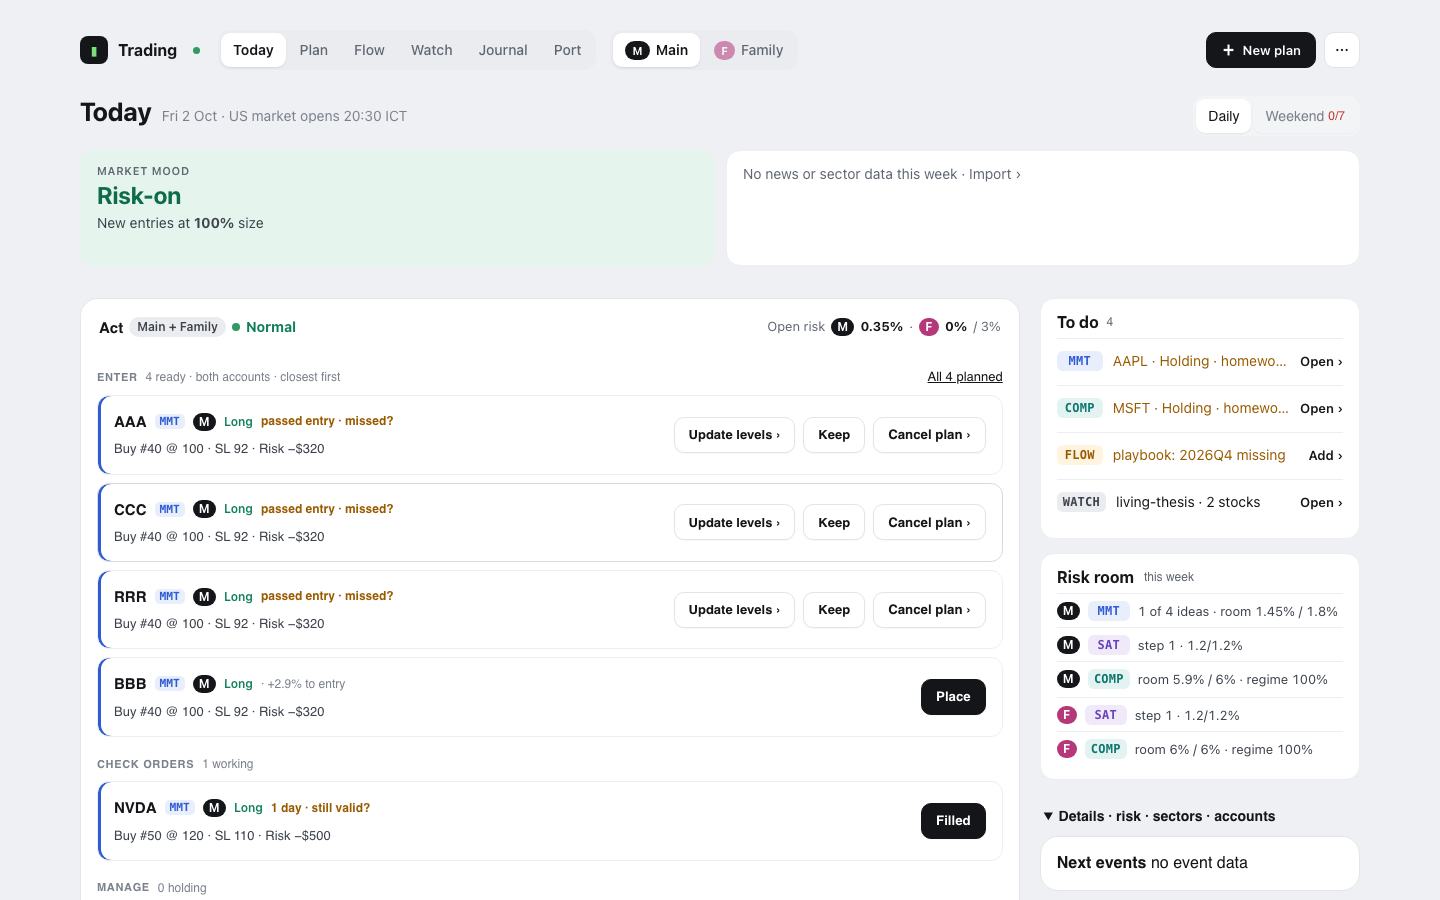 Trading Today Plan Flow Watch Journal Port M Main F Family + New plan ···
Today Fri 2 Oct · US market opens 20:30 ICT Daily Weekend 0/7
MARKET MOOD
Risk-on
New entries at 100% size
No news or sector data this week · Import ›
Act Main + Family Normal Open risk M 0.35% · F 0% / 3%
ENTER 4 ready · both accounts · closest first All 4 planned
AAA MMT M Long passed entry · missed?
Buy #40 @ 100 · SL 92 · Risk −$320
Update levels › Keep Cancel plan ›
CCC MMT M Long passed entry · missed?
Buy #40 @ 100 · SL 92 · Risk −$320
Update levels › Keep Cancel plan ›
RRR MMT M Long passed entry · missed?
Buy #40 @ 100 · SL 92 · Risk −$320
Update levels › Keep Cancel plan ›
BBB MMT M Long · +2.9% to entry
Buy #40 @ 100 · SL 92 · Risk −$320
Place
CHECK ORDERS 1 working
NVDA MMT M Long 1 day · still valid?
Buy #50 @ 120 · SL 110 · Risk −$500
Filled
MANAGE 0 holding
To do 4
MMT AAPL · Holding · homewo... Open ›
COMP MSFT · Holding · homewo... Open ›
FLOW playbook: 2026Q4 missing Add ›
WATCH living-thesis · 2 stocks Open ›
Risk room this week
M MMT 1 of 4 ideas · room 1.45% / 1.8%
M SAT step 1 · 1.2/1.2%
M COMP room 5.9% / 6% · regime 100%
F SAT step 1 · 1.2/1.2%
F COMP room 6% / 6% · regime 100%
▼ Details · risk · sectors · accounts
Next events no event data